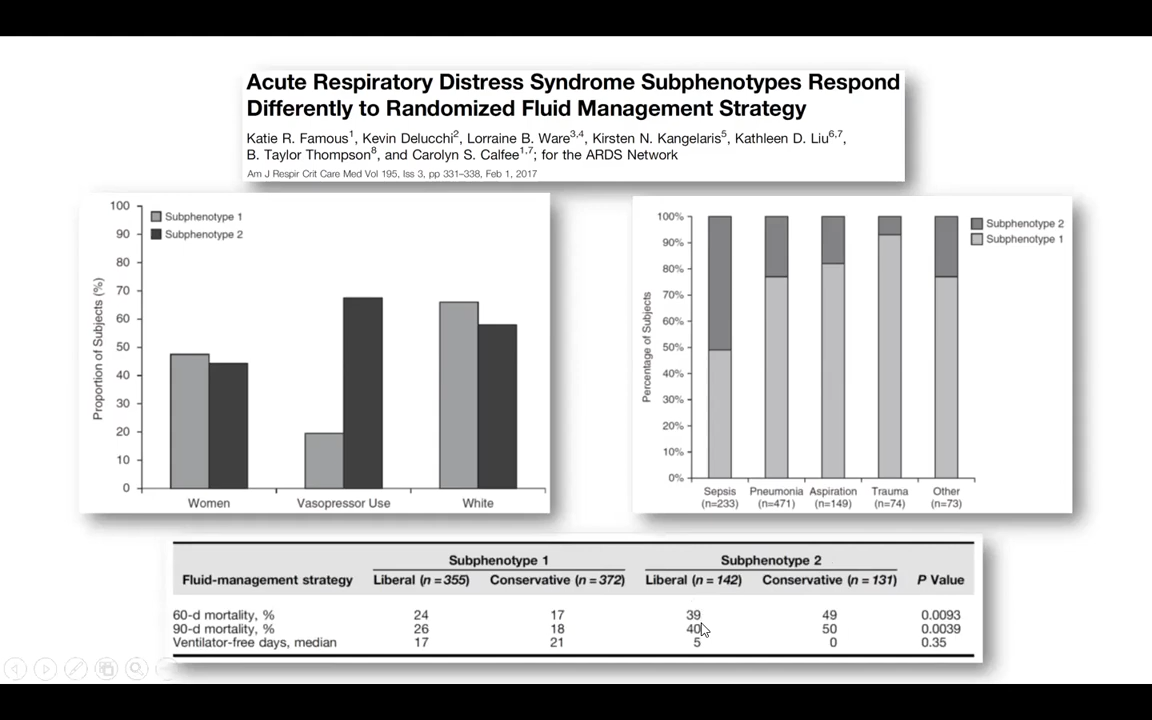 Acute Respiratory Distress Syndrome Subphenotypes Respond
Differently to Randomized Fluid Management Strategy
Katie R. Famous1, Kevin Delucchi2, Lorraine B. Ware3,4, Kirsten N. Kangelaris5, Kathleen D. Liu6,7,
B. Taylor Thompson8, and Carolyn S. Calfee1,7; for the ARDS Network
Am J Respir Crit Care Med Vol 195, Iss 3, pp 331–338, Feb 1, 2017
Proportion of Subjects (%)
100
90
80
70
60
50
40
30
20
10
0
Subphenotype 1
Subphenotype 2
Women Vasopressor Use White
Percentage of Subjects
100%
90%
80%
70%
60%
50%
40%
30%
20%
10%
0%
Subphenotype 2
Subphenotype 1
Sepsis Pneumonia Aspiration Trauma Other
(n=233) (n=471) (n=149) (n=74) (n=73)
Subphenotype 1 Subphenotype 2
Fluid-management strategy Liberal (n = 355) Conservative (n = 372) Liberal (n = 142) Conservative (n = 131) P Value
60-d mortality, % 24 17 39 49 0.0093
90-d mortality, % 26 18 40 50 0.0039
Ventilator-free days, median 17 21 5 0 0.35